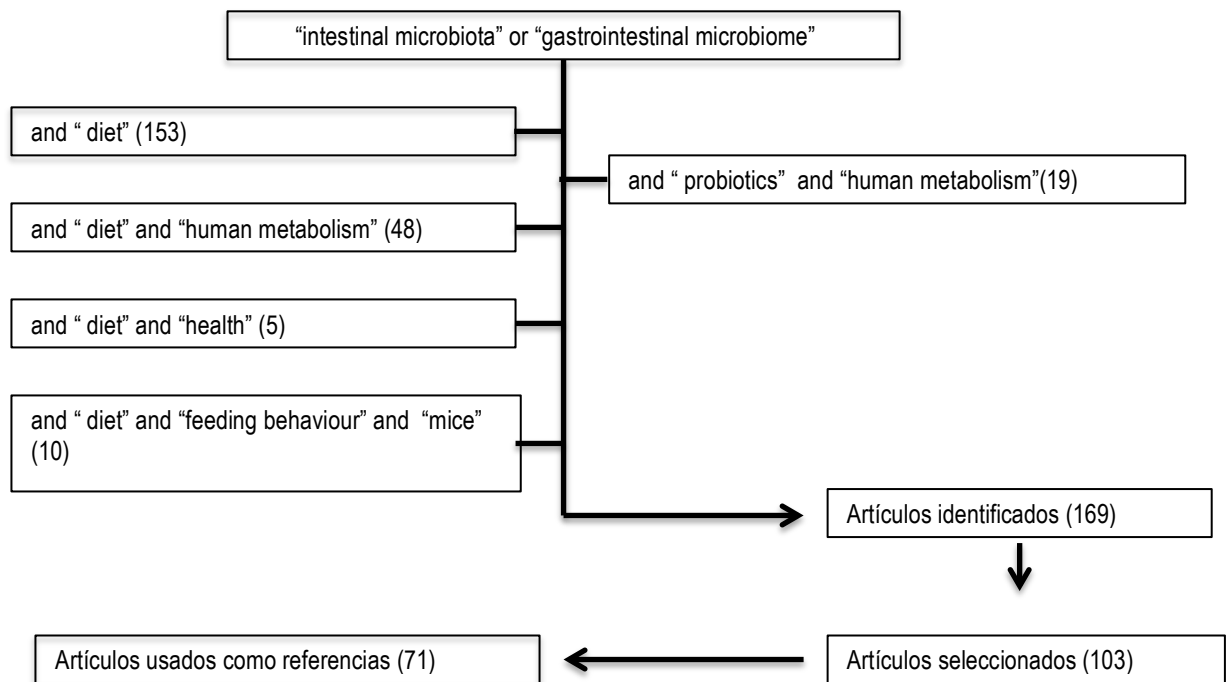 “intestinal microbiota” or “gastrointestinal microbiome”
and “ diet” (153)
and “ probiotics” and “human metabolism”(19)
and “ diet” and “human metabolism” (48)
and “ diet” and “health” (5)
and “ diet” and “feeding behaviour” and “mice”
(10)
Artículos identificados (169)
Artículos usados como referencias (71)
Artículos seleccionados (103)